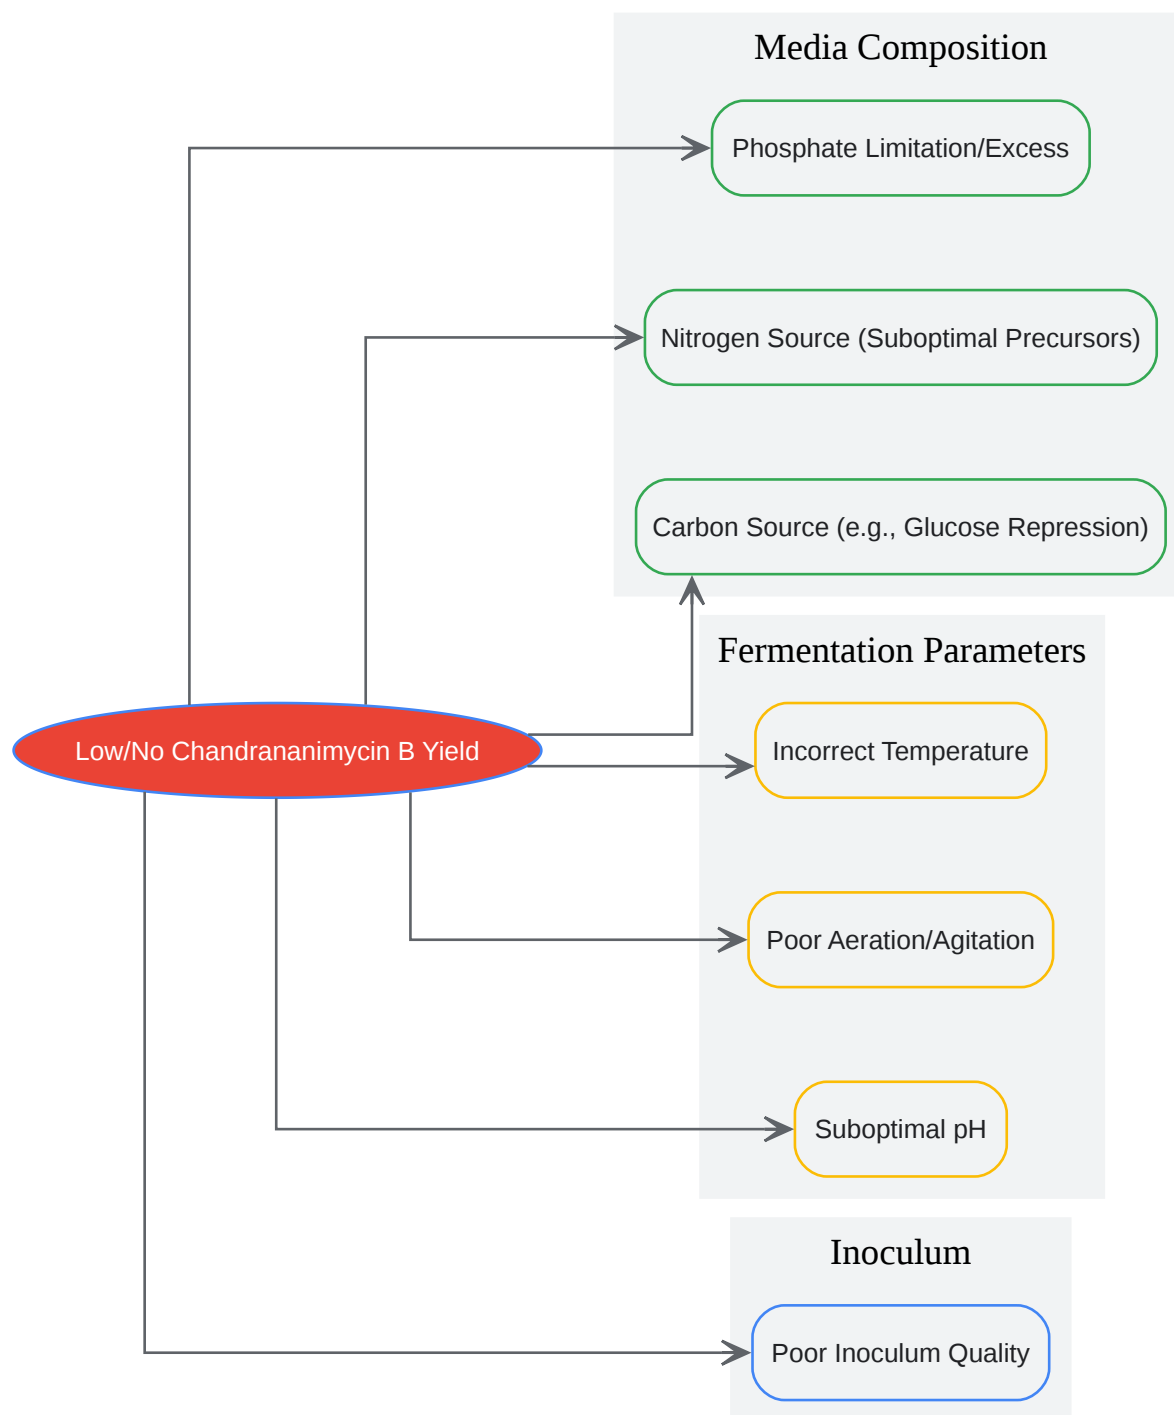 Media Composition
Phosphate Limitation/Excess
Nitrogen Source (Suboptimal Precursors)
Carbon Source (e.g., Glucose Repression)
Fermentation Parameters
Low/No Chandrananimycin B Yield
Incorrect Temperature
Poor Aeration/Agitation
Suboptimal pH
Inoculum
Poor Inoculum Quality